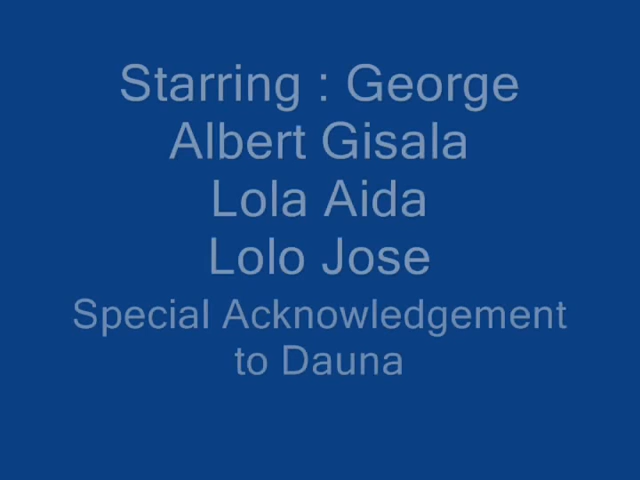 Starring : George
Albert Gisala
Lola Aida
Lolo Jose
Special Acknowledgement
to Dauna